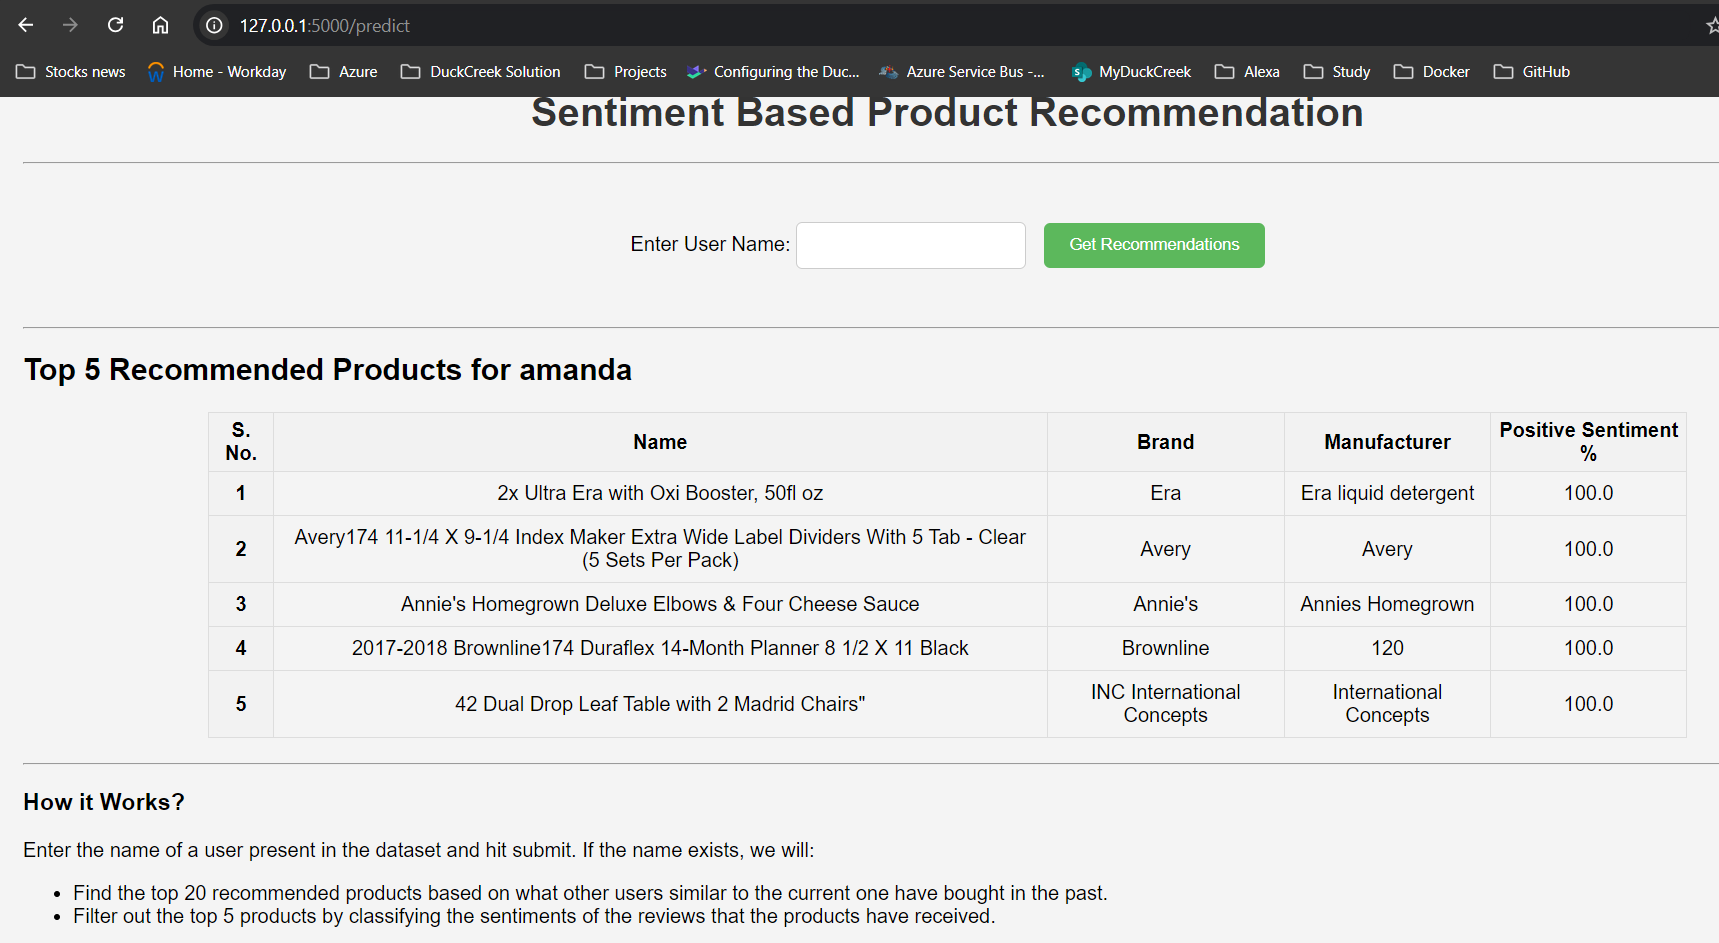 127.0.0.1:5000/predict
Stocks news Home - Workday Azure DuckCreek Solution Projects Configuring the Duc... Azure Service Bus -... MyDuckCreek Alexa Study Docker GitHub
Sentiment Based Product Recommendation
Enter User Name: Get Recommendations
Top 5 Recommended Products for amanda
S. No. Name Brand Manufacturer Positive Sentiment %
1 2x Ultra Era with Oxi Booster, 50fl oz Era Era liquid detergent 100.0
2 Avery174 11-1/4 X 9-1/4 Index Maker Extra Wide Label Dividers With 5 Tab - Clear (5 Sets Per Pack) Avery Avery 100.0
3 Annie's Homegrown Deluxe Elbows & Four Cheese Sauce Annie's Annies Homegrown 100.0
4 2017-2018 Brownline174 Duraflex 14-Month Planner 8 1/2 X 11 Black Brownline 120 100.0
5 42 Dual Drop Leaf Table with 2 Madrid Chairs" INC International Concepts International Concepts 100.0
How it Works?
Enter the name of a user present in the dataset and hit submit. If the name exists, we will:
• Find the top 20 recommended products based on what other users similar to the current one have bought in the past.
• Filter out the top 5 products by classifying the sentiments of the reviews that the products have received.